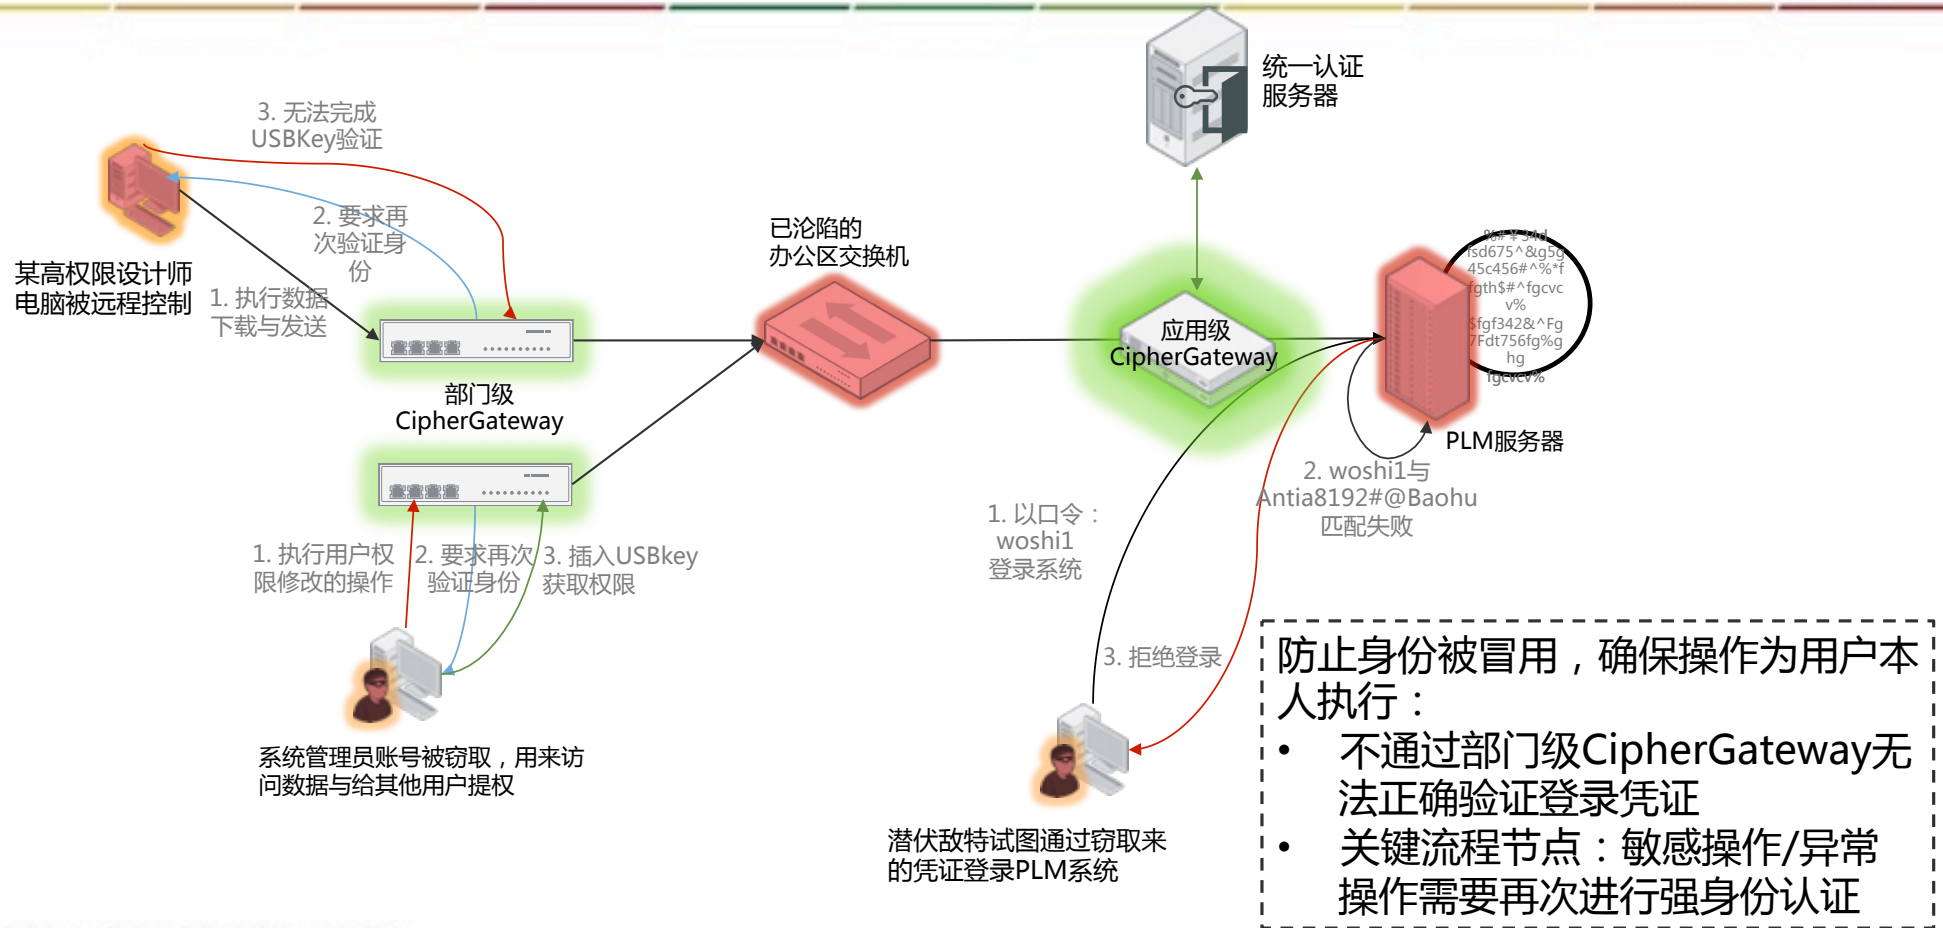 统一认证
服务器
3. 无法完成
USBKey验证
2. 要求再
次验证身
份
某高权限设计师
电脑被远程控制
1. 执行数据
下载与发送
部门级
CipherGateway
已沦陷的
办公区交换机
应用级
CipherGateway
%#￥34d
fsd675^&g5g
45c456#^%*f
fgth$#^fgcvc
v%
$fgf342&^Fg
7Fdt756fg%g
hg
fgcvcv%
PLM服务器
2. woshi1与
Antia8192#@Baohu
匹配失败
1. 以口令：
woshi1
登录系统
3. 拒绝登录
1. 执行用户权
限修改的操作
2. 要求再次
验证身份
3. 插入USBkey
获取权限
系统管理员账号被窃取，用来访
问数据与给其他用户提权
潜伏敌特试图通过窃取来
的凭证登录PLM系统
防止身份被冒用，确保操作为用户本
人执行：
• 不通过部门级CipherGateway无
法正确验证登录凭证
• 关键流程节点：敏感操作/异常
操作需要再次进行强身份认证